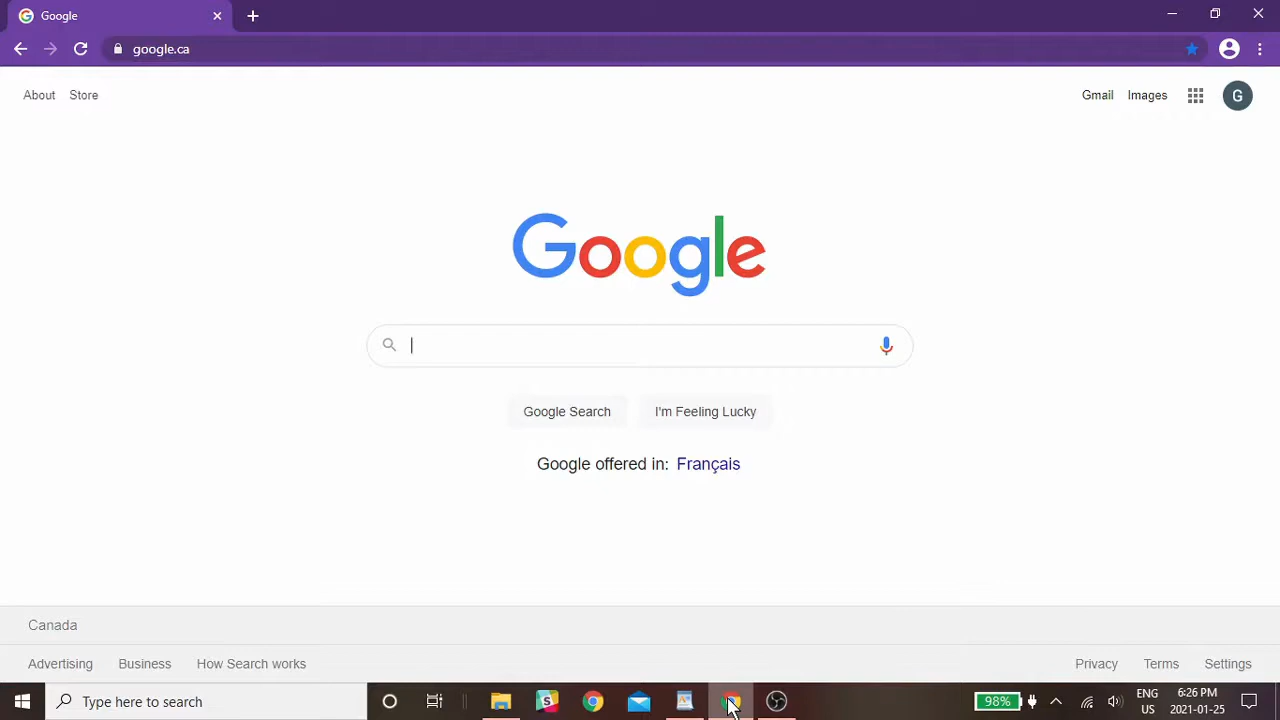 Google
google.ca
About Store
Gmail Images G
Google
Google Search I'm Feeling Lucky
Google offered in: Français
Canada
Advertising Business How Search works
Privacy Terms Settings
Type here to search
98%
ENG
US
6:26 PM
2021-01-25